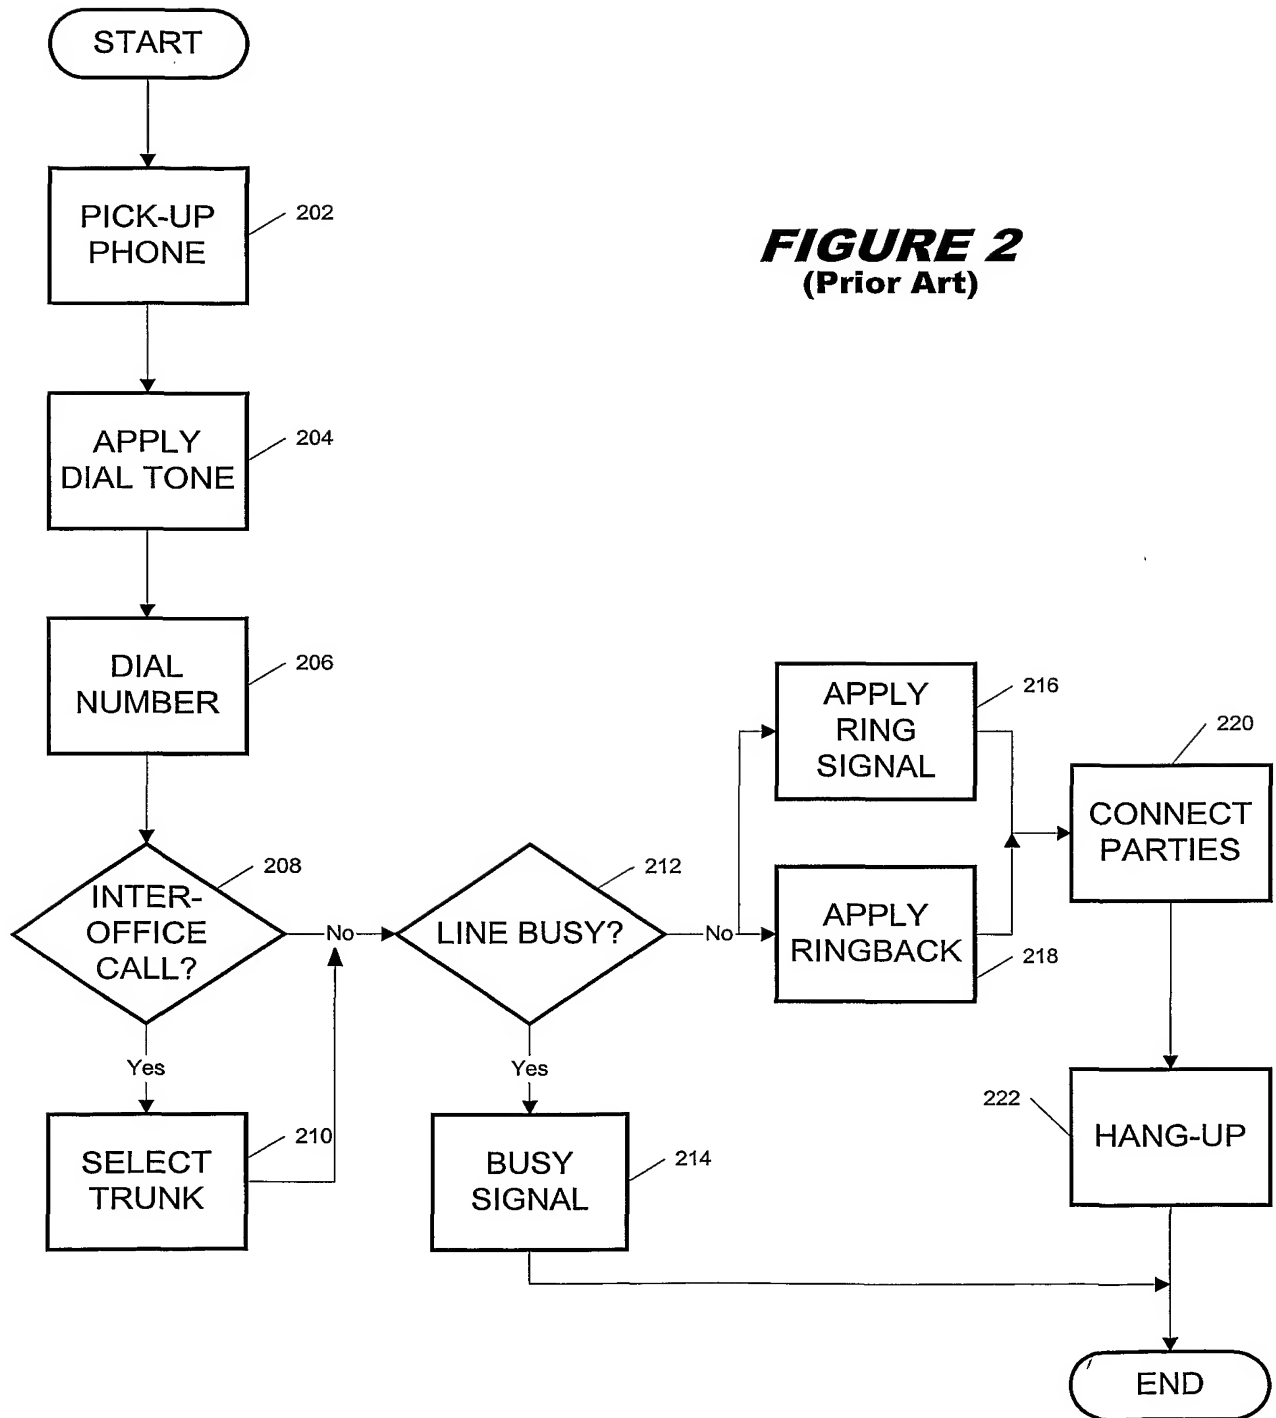 START
PICK-UP
PHONE
202
FIGURE 2
(Prior Art)
APPLY
DIAL TONE
204
DIAL
NUMBER
206
APPLY
RING
SIGNAL
216
220
CONNECT
PARTIES
INTER-
OFFICE
CALL?
208
No
LINE BUSY?
212
No
APPLY
RINGBACK
218
Yes
Yes
SELECT
TRUNK
210
BUSY
SIGNAL
214
222
HANG-UP
END